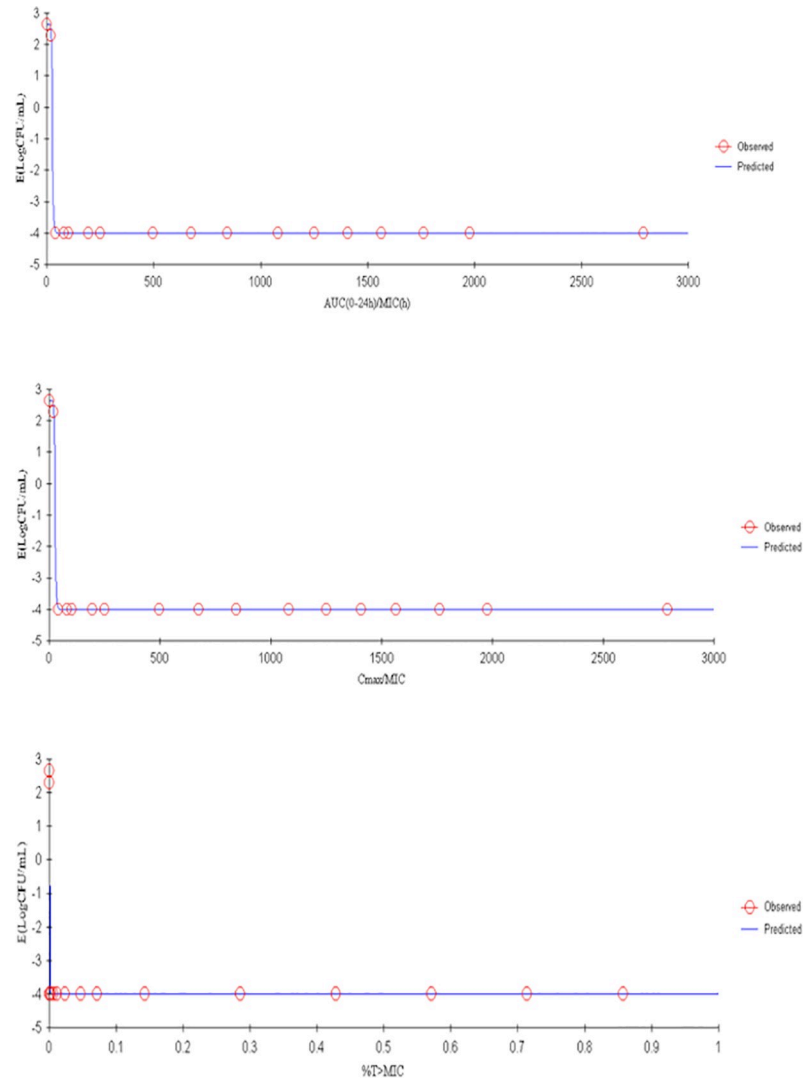 3
2
1
0
-1
-2
-3
-4
-5
E(LogCFU/mL)
0 500 1000 1500 2000 2500 3000
AUC(0-24h)/MIC(h)
Observed
Predicted
3
2
1
0
-1
-2
-3
-4
-5
E(LogCFU/mL)
0 500 1000 1500 2000 2500 3000
Cmax/MIC
Observed
Predicted
3
2
1
0
-1
-2
-3
-4
-5
E(LogCFU/mL)
0 0.1 0.2 0.3 0.4 0.5 0.6 0.7 0.8 0.9 1
%T>MIC
Observed
Predicted